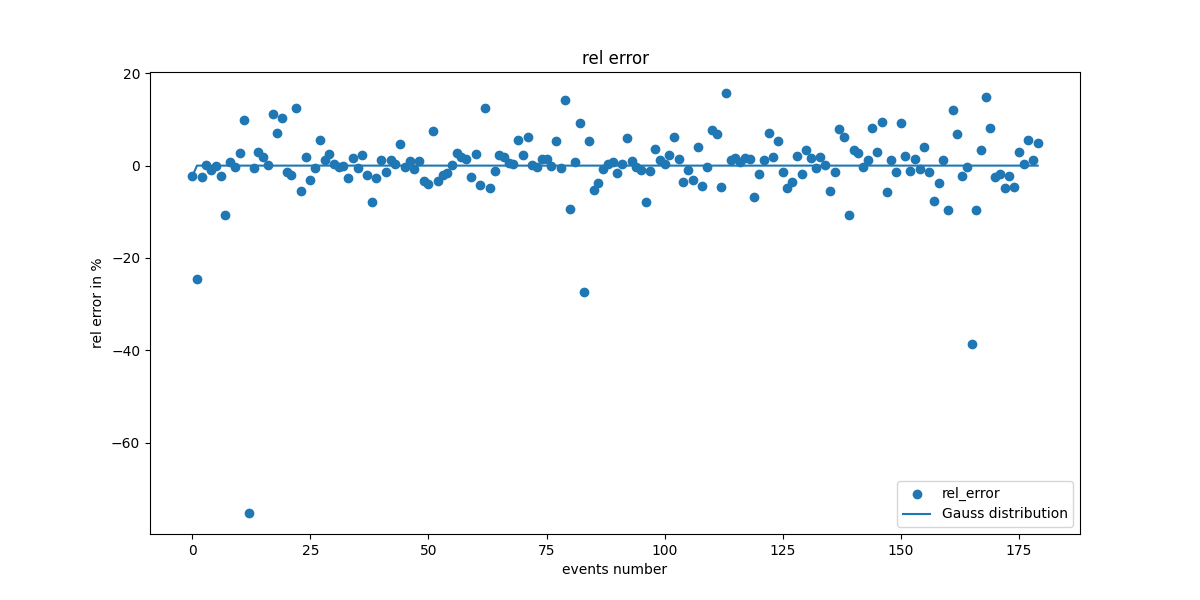 rel error
20
0
−20
−40
−60
rel error in %
0
25
50
75
100
125
150
175
events number
rel_error
Gauss distribution